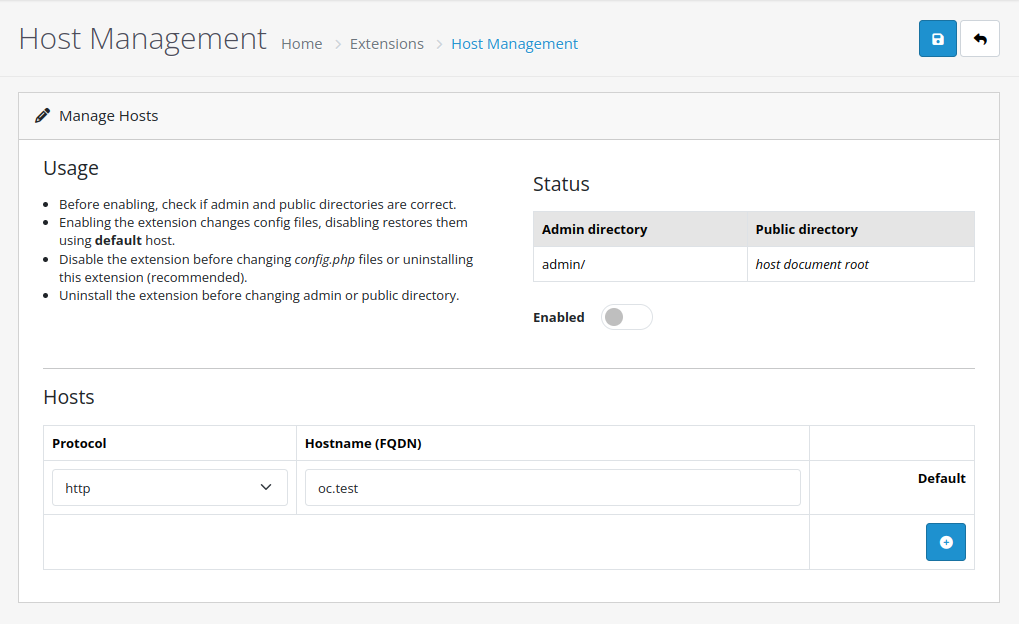 Host Management Home Extensions Host Management
Manage Hosts
Usage
Before enabling, check if admin and public directories are correct.
Enabling the extension changes config files, disabling restores them
using default host.
Disable the extension before changing config.php files or uninstalling
this extension (recommended).
Uninstall the extension before changing admin or public directory.
Status
Admin directory Public directory
admin/ host document root
Enabled
Hosts
Protocol Hostname (FQDN)
http oc.test Default